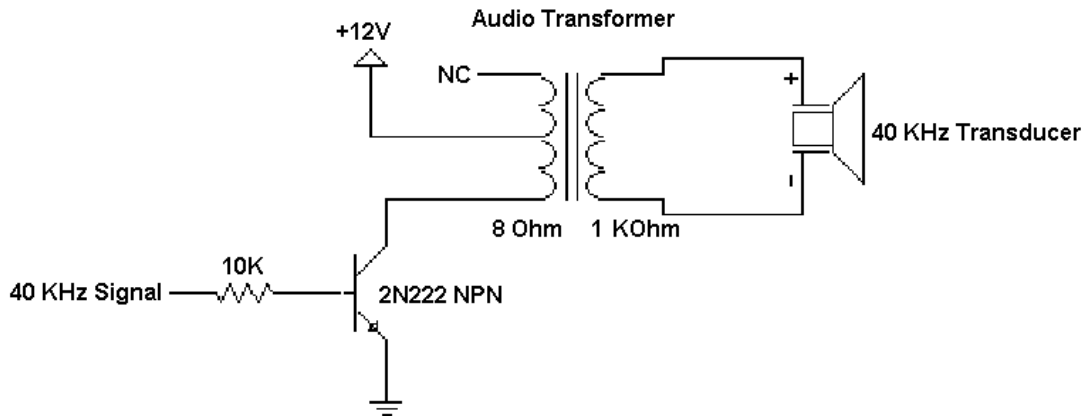 Audio Transformer
+12V
NC
+
40 KHz Transducer
-
8 Ohm
1 KOhm
10K
40 KHz Signal
2N222 NPN